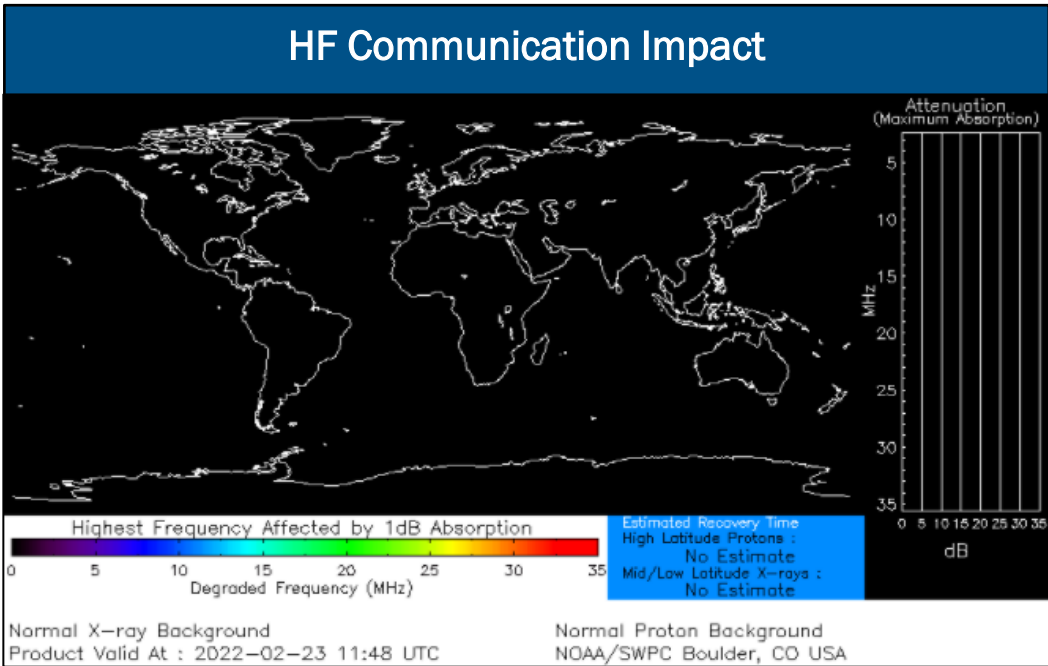 HF Communication Impact
Attenuation
(Maximum Absorption)
5
10
15
20
25
30
35
MHz
0 5 10 15 20 25 30 35
dB
Highest Frequency Affected by 1dB Absorption
0 5 10 15 20 25 30 35
Degraded Frequency (MHz)
Estimated Recovery Time
High Latitude Protons :
No Estimate
Mid/Low Latitude X-rays :
No Estimate
Normal X-ray Background
Product Valid At : 2022-02-23 11:48 UTC
Normal Proton Background
NOAA/SWPC Boulder, CO USA